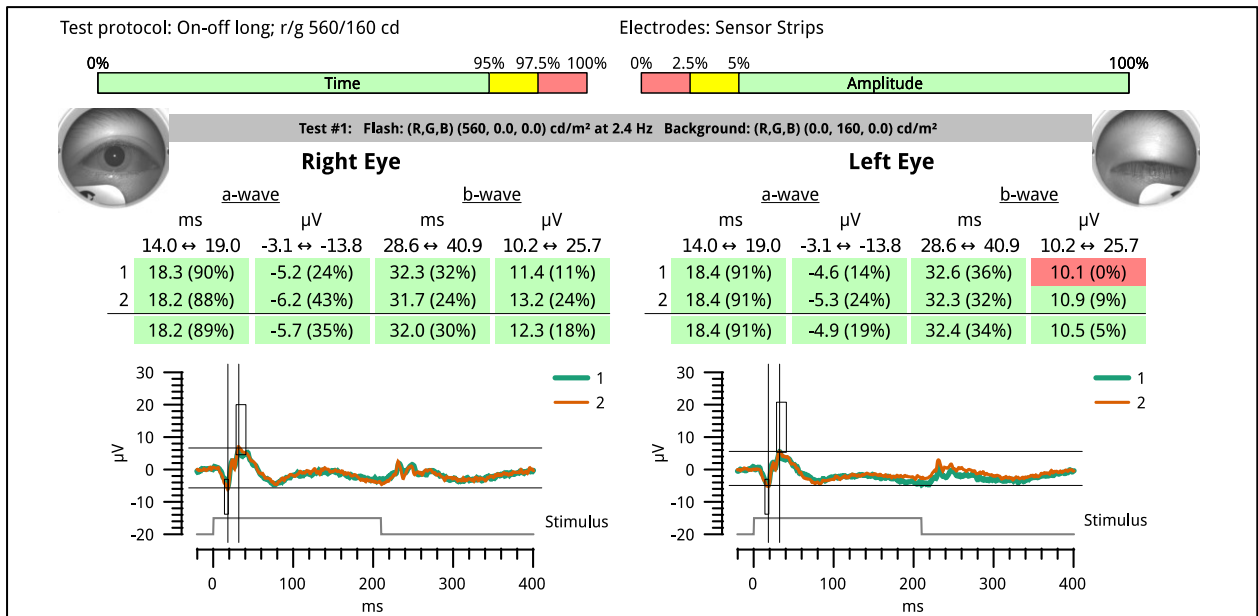 Test protocol: On-off long; r/g 560/160 cd Electrodes: Sensor Strips
0% 95% 97.5% 100% 0% 2.5% 5% 100%
Time Amplitude
Test #1: Flash: (R,G,B) (560, 0.0, 0.0) cd/m² at 2.4 Hz Background: (R,G,B) (0.0, 160, 0.0) cd/m²
Right Eye
a-wave b-wave
ms µV ms µV
14.0 ↔ 19.0 -3.1 ↔ -13.8 28.6 ↔ 40.9 10.2 ↔ 25.7
1 18.3 (90%) -5.2 (24%) 32.3 (32%) 11.4 (11%)
2 18.2 (88%) -6.2 (43%) 31.7 (24%) 13.2 (24%)
18.2 (89%) -5.7 (35%) 32.0 (30%) 12.3 (18%)
30
20
10
0
-10
-20
µV
1
2
Stimulus
0 100 200 300 400
ms
Left Eye
a-wave b-wave
ms µV ms µV
14.0 ↔ 19.0 -3.1 ↔ -13.8 28.6 ↔ 40.9 10.2 ↔ 25.7
1 18.4 (91%) -4.6 (14%) 32.6 (36%) 10.1 (0%)
2 18.4 (91%) -5.3 (24%) 32.3 (32%) 10.9 (9%)
18.4 (91%) -4.9 (19%) 32.4 (34%) 10.5 (5%)
30
20
10
0
-10
-20
µV
1
2
Stimulus
0 100 200 300 400
ms